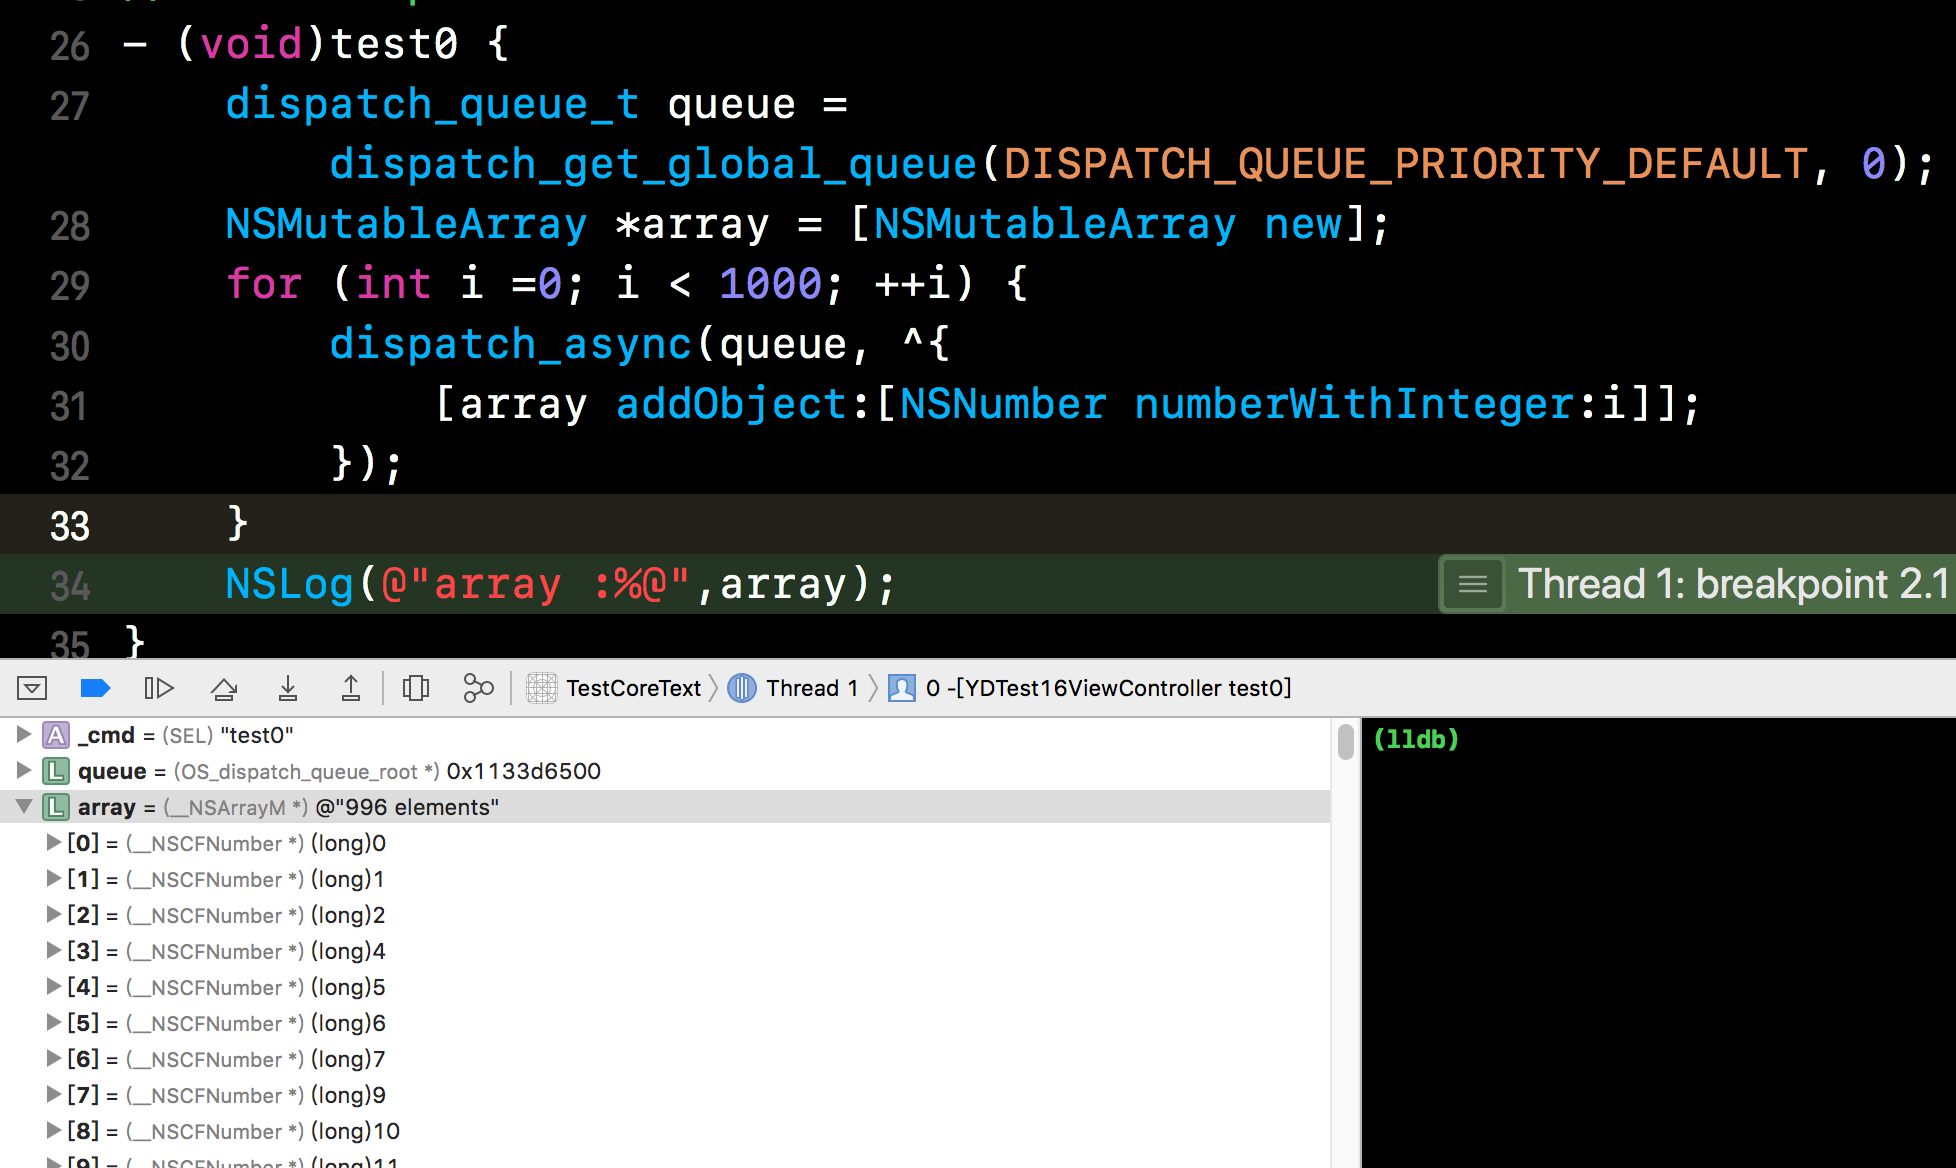 26 - (void)test0 {
27 dispatch_queue_t queue =
dispatch_get_global_queue(DISPATCH_QUEUE_PRIORITY_DEFAULT, 0);
28 NSMutableArray *array = [NSMutableArray new];
29 for (int i =0; i < 1000; ++i) {
30 dispatch_async(queue, ^{
31 [array addObject:[NSNumber numberWithInteger:i]];
32 });
33 }
34 NSLog(@"array :%@",array); Thread 1: breakpoint 2.1
35 }
TestCoreText Thread 1 0 -[YDTest16ViewController test0]
A _cmd = (SEL) "test0"
L queue = (OS_dispatch_queue_root *) 0x1133d6500
L array = (__NSArrayM *) @"996 elements"
[0] = (__NSCFNumber *) (long)0
[1] = (__NSCFNumber *) (long)1
[2] = (__NSCFNumber *) (long)2
[3] = (__NSCFNumber *) (long)4
[4] = (__NSCFNumber *) (long)5
[5] = (__NSCFNumber *) (long)6
[6] = (__NSCFNumber *) (long)7
[7] = (__NSCFNumber *) (long)9
[8] = (__NSCFNumber *) (long)10
[9] = (__NSCFNumber *) (long)11
(lldb)